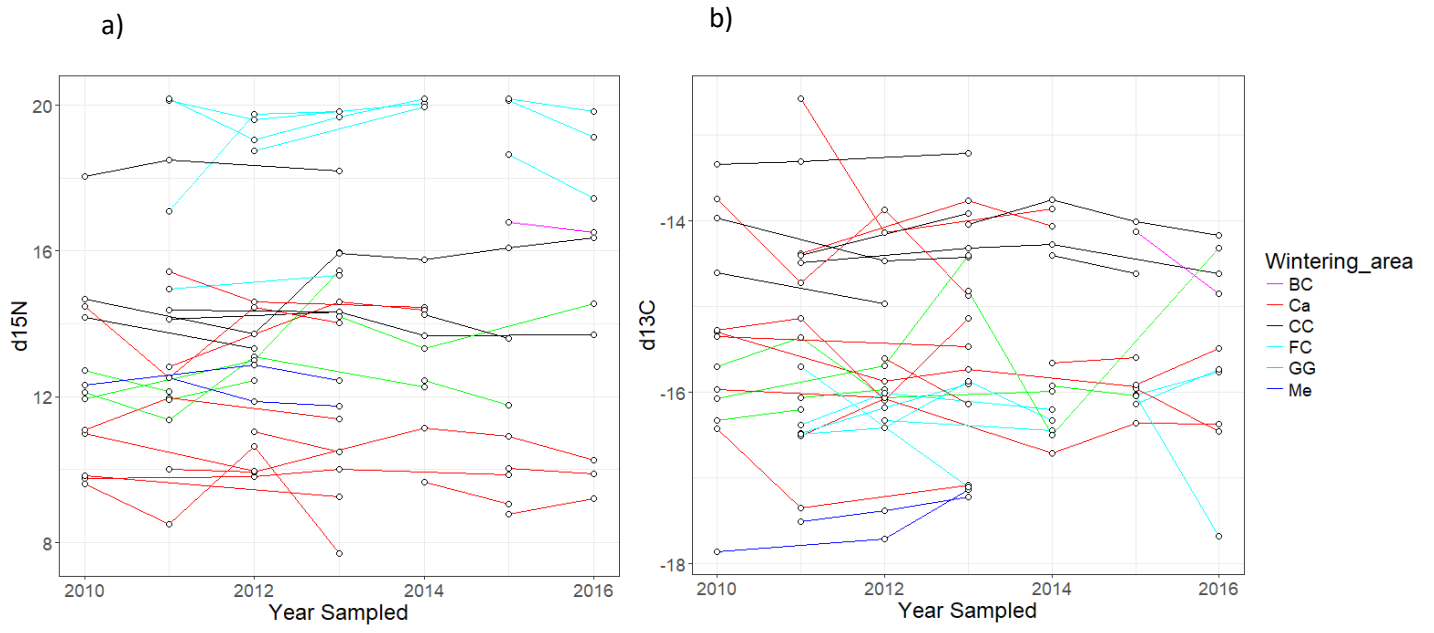 a)
20
16
12
8
d15N
2010
2012
2014
2016
Year Sampled
b)
-14
-16
-18
d13C
2010
2012
2014
2016
Year Sampled
Wintering_area
BC
Ca
CC
FC
GG
Me